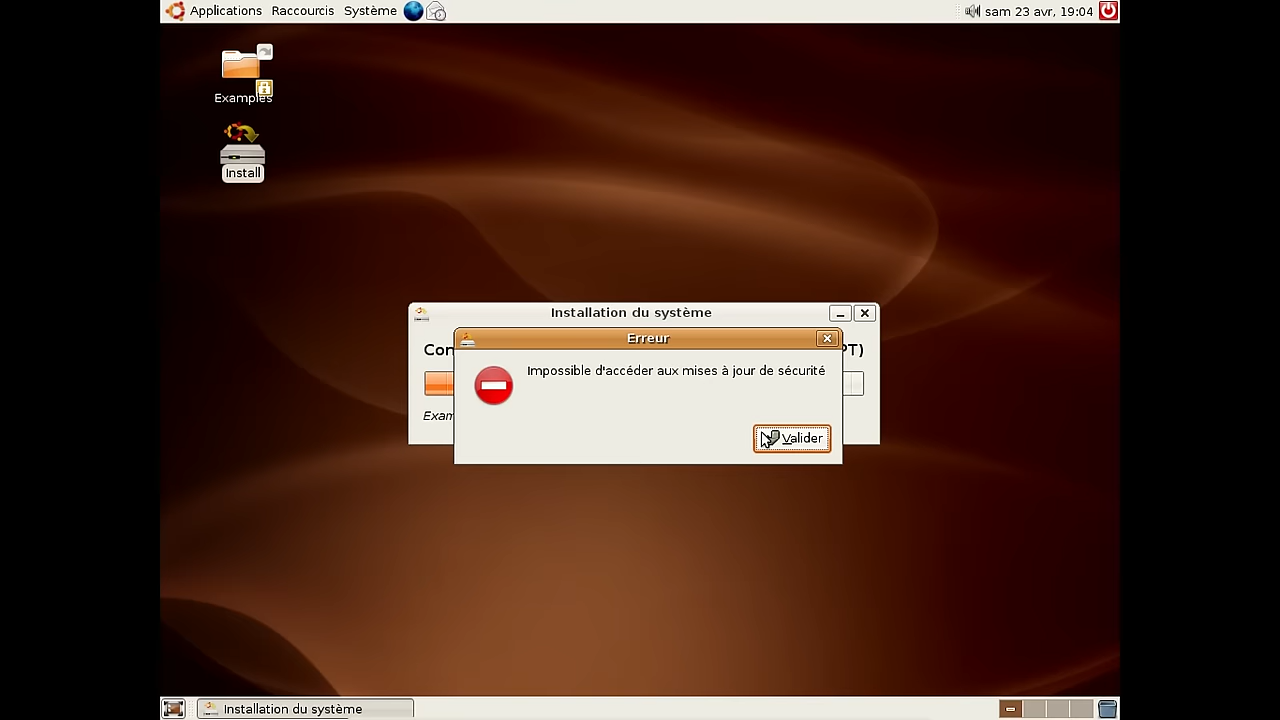 Applications Raccourcis Système
sam 23 avr, 19:04
Examples
Install
Installation du système
Erreur
Con
PT)
Impossible d'accéder aux mises à jour de sécurité
Exam
Valider
Installation du système